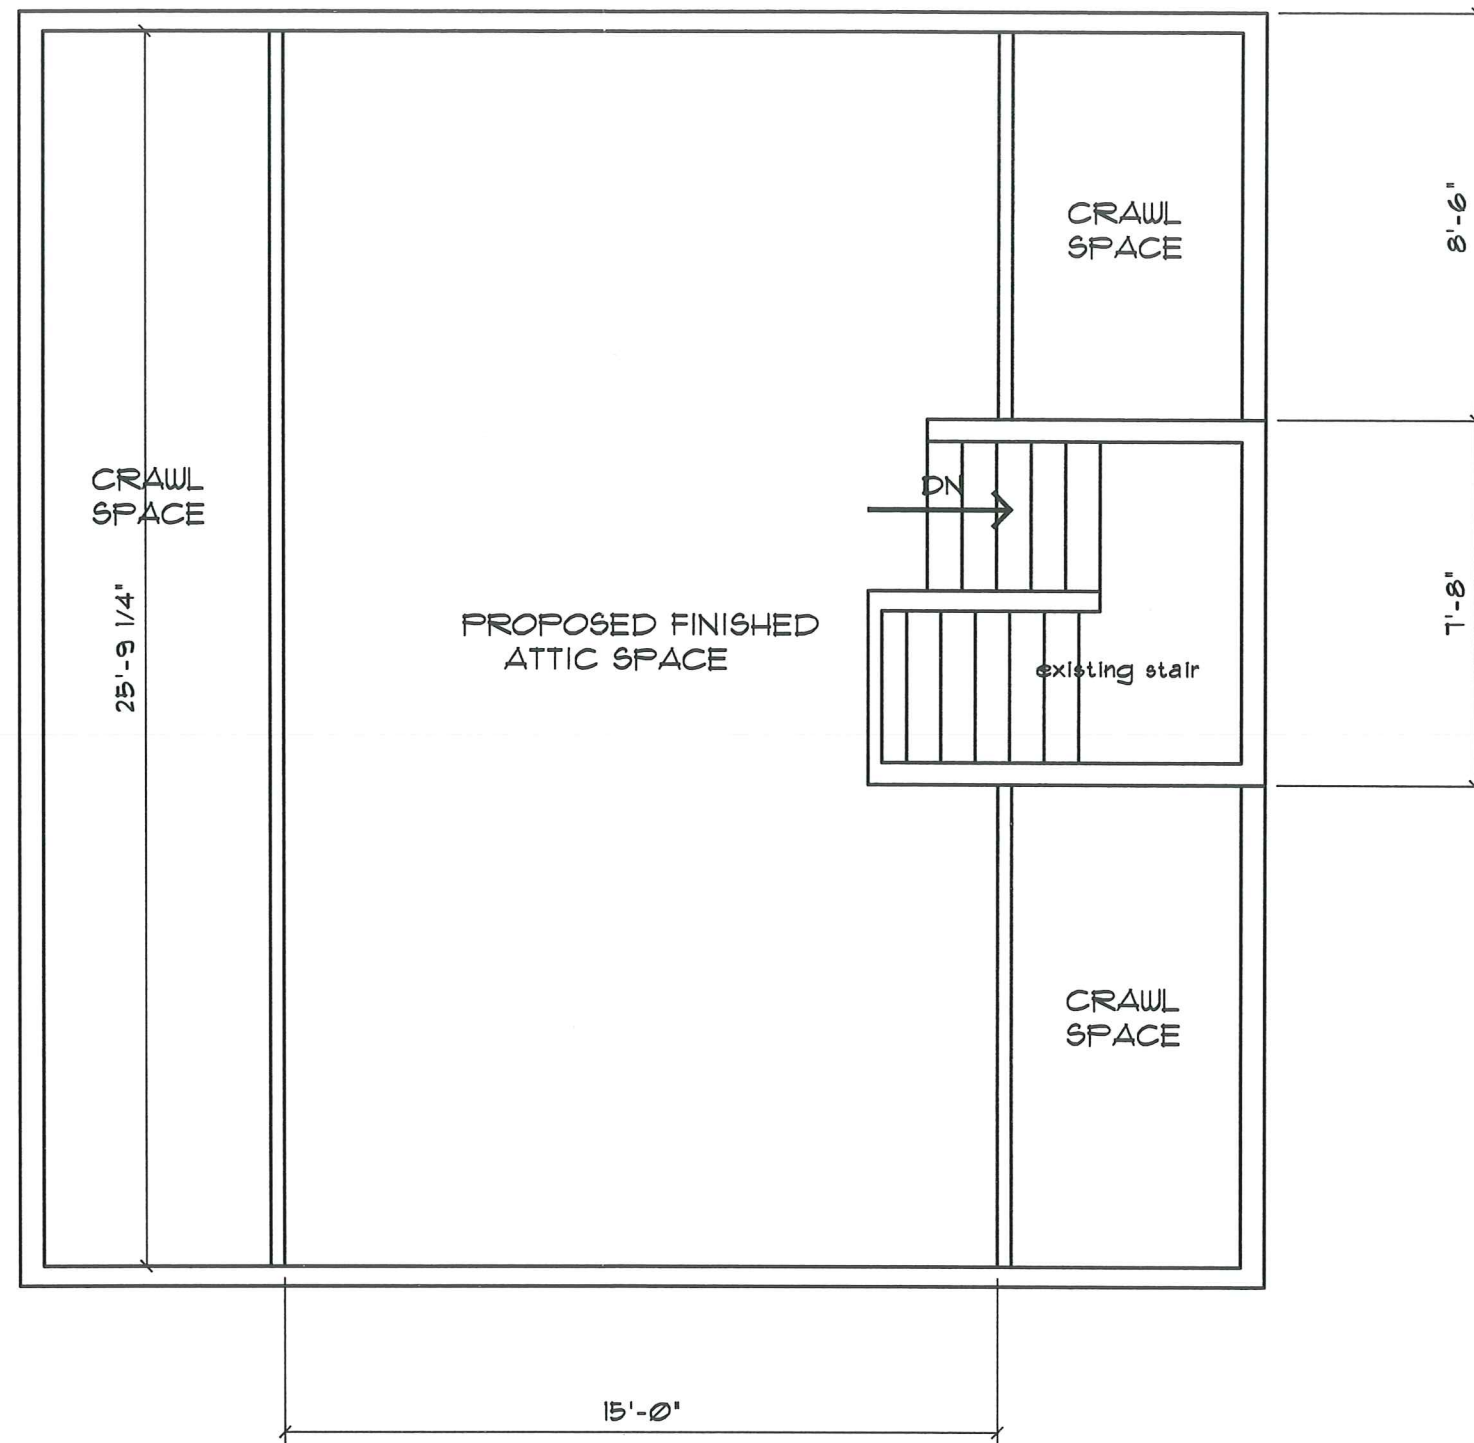 CRAWL
SPACE
8'-6"
CRAWL
SPACE
DN
25'-9 1/4"
PROPOSED FINISHED
ATTIC SPACE
7'-8"
existing stair
CRAWL
SPACE
15'-0"